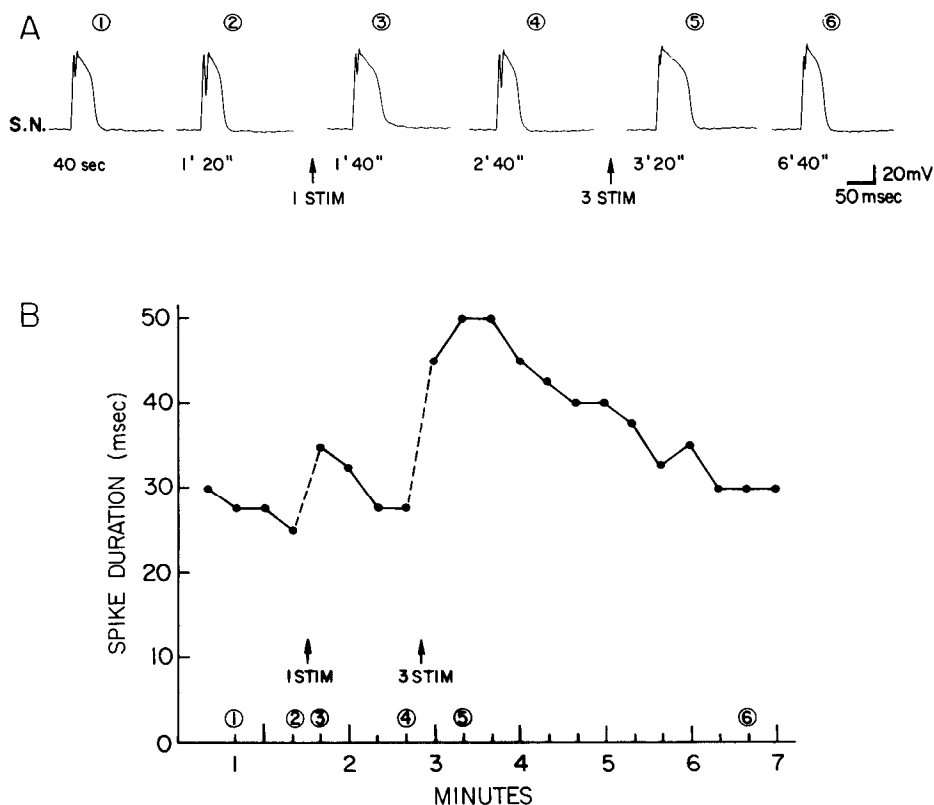 A
① ② ③ ④ ⑤ ⑥
S.N.
40 sec 1' 20" 1' 40" 2' 40" 3' 20" 6' 40"
1 STIM 3 STIM
20mV
50 msec
B
SPIKE DURATION (msec)
50
40
30
20
10
0
1 STIM 3 STIM
① ② ③ ④ ⑤ ⑥
1 2 3 4 5 6 7
MINUTES